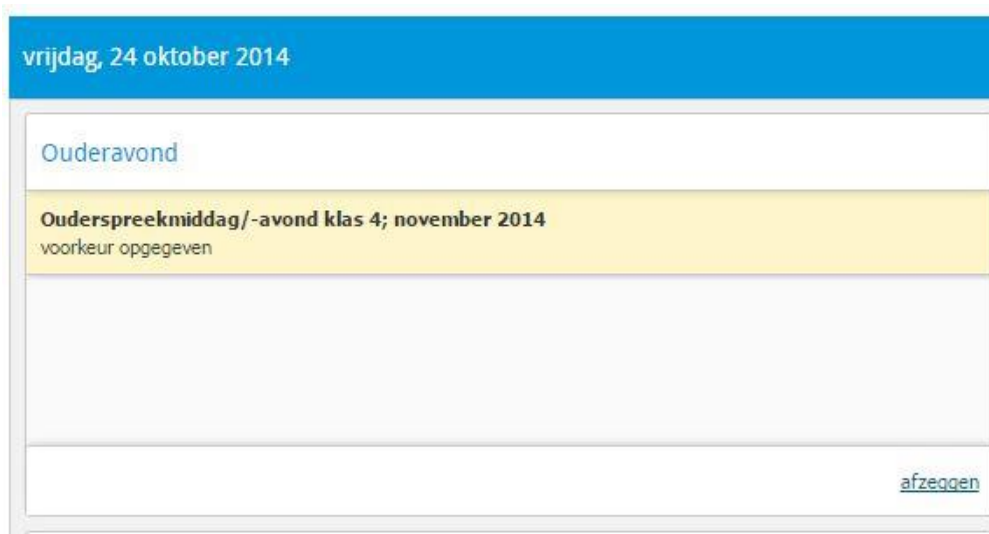 vrijdag, 24 oktober 2014
Ouderavond
Ouderspreekmiddag/-avond klas 4; november 2014
voorkeur opgegeven
afzeggen